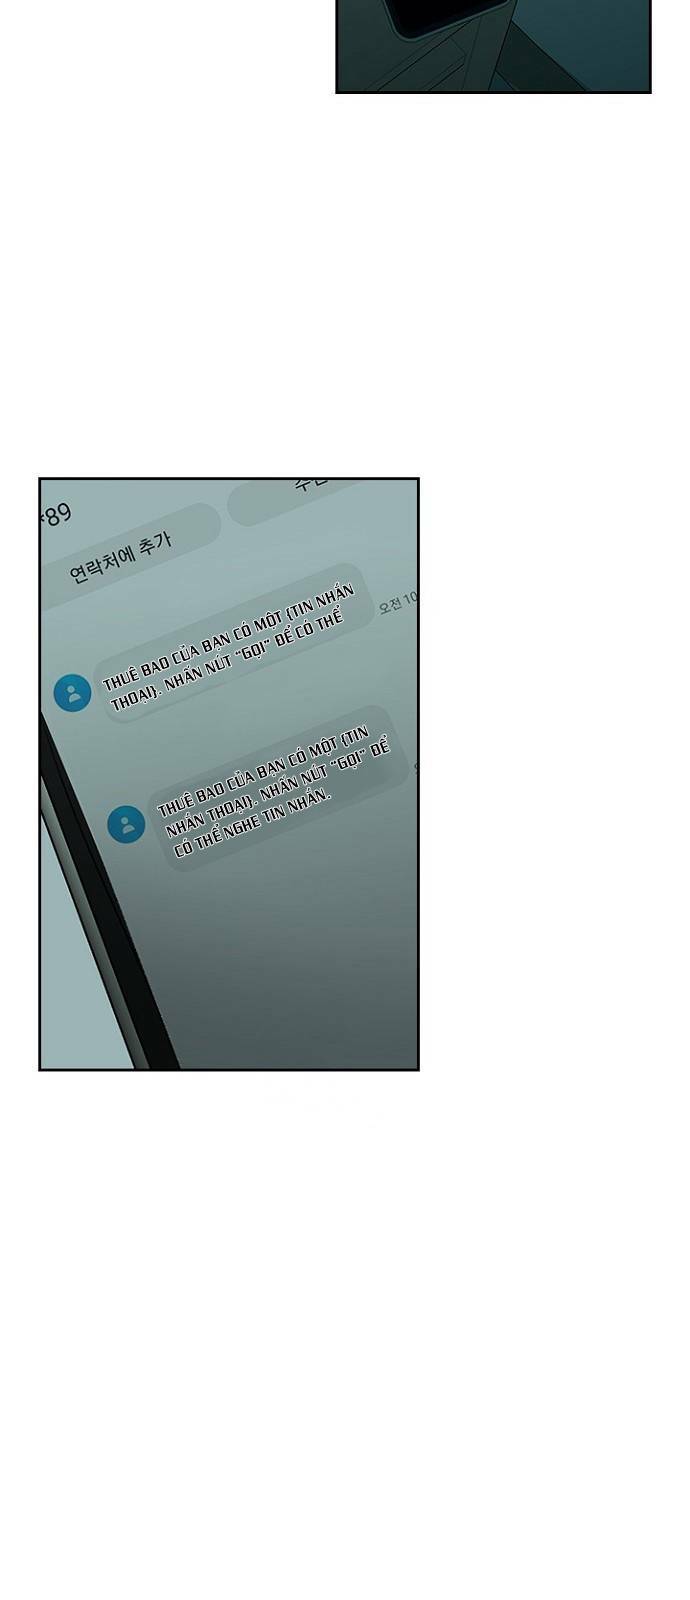 *89
연락처에 추가
오전 10
THUÊ BAO CỦA BẠN CÓ MỘT {TIN NHẮN
THOẠI}. NHẤN NÚT "GỌI" ĐỂ CÓ THỂ
THUÊ BAO CỦA BẠN CÓ MỘT {TIN
NHẮN THOẠI}. NHẤN NÚT "GỌI" ĐỂ
CÓ THỂ NGHE TIN NHẮN.